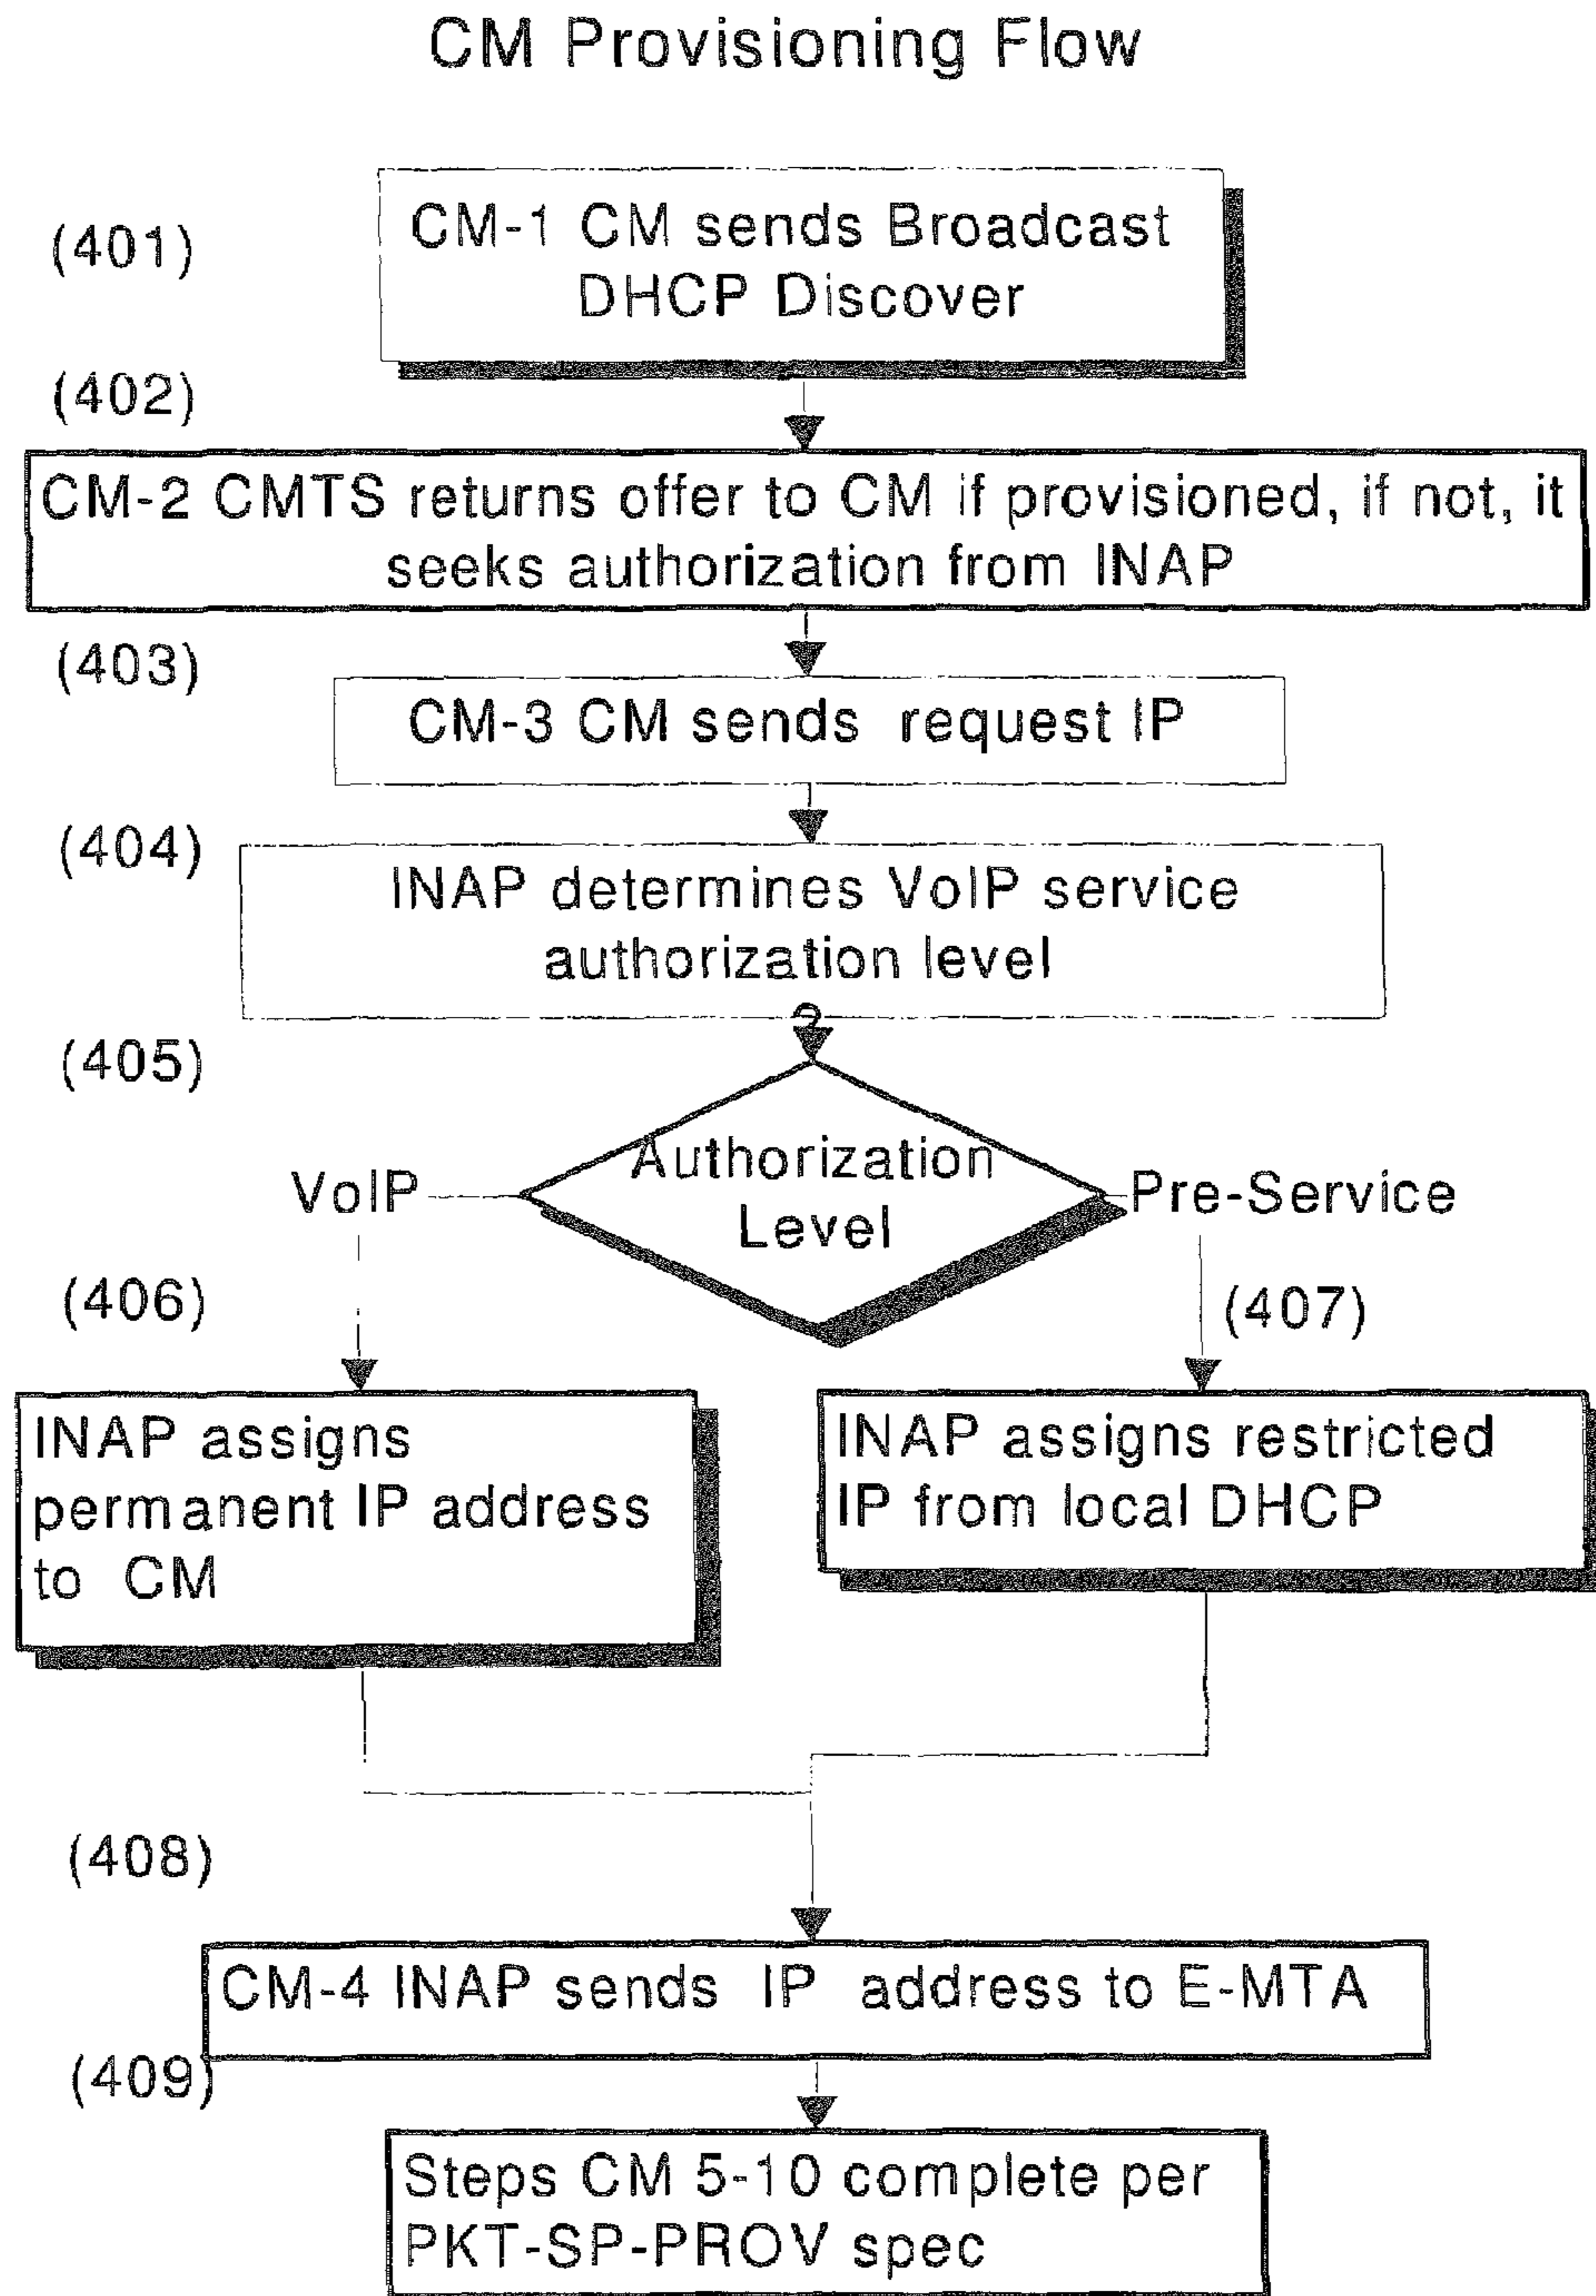 CM Provisioning Flow
(401)
CM-1 CM sends Broadcast
DHCP Discover
(402)
CM-2 CMTS returns offer to CM if provisioned, if not, it
seeks authorization from INAP
(403)
CM-3 CM sends request IP
(404)
INAP determines VoIP service
authorization level
(405)
Authorization
Level
VoIP
Pre-Service
(406)
(407)
INAP assigns
permanent IP address
to CM
INAP assigns restricted
IP from local DHCP
(408)
CM-4 INAP sends IP address to E-MTA
(409)
Steps CM 5-10 complete per
PKT-SP-PROV spec